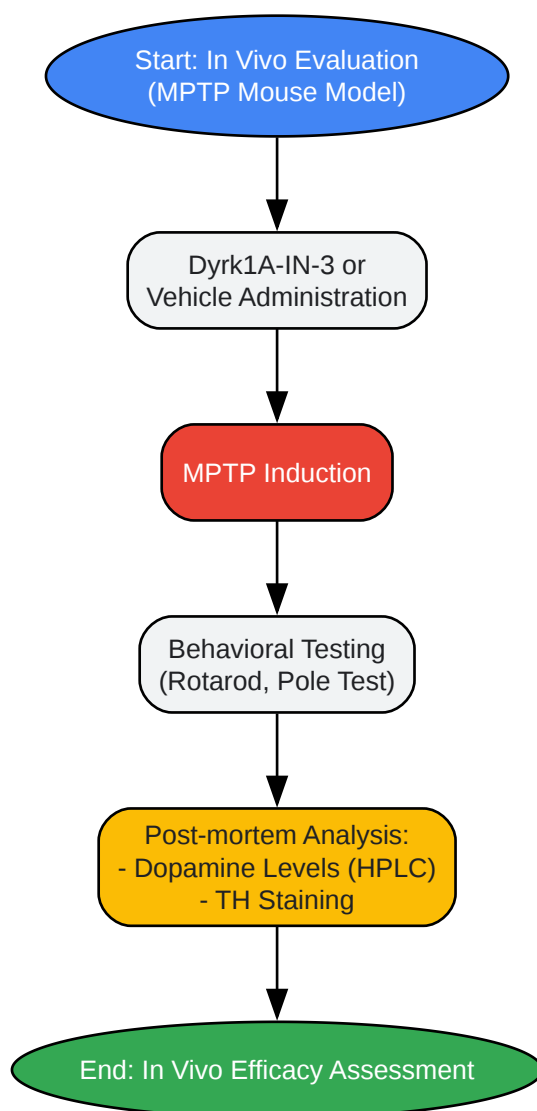 Start: In Vivo Evaluation
(MPTP Mouse Model)
Dyrk1A-IN-3 or
Vehicle Administration
MPTP Induction
Behavioral Testing
(Rotarod, Pole Test)
Post-mortem Analysis:
- Dopamine Levels (HPLC)
- TH Staining
End: In Vivo Efficacy Assessment